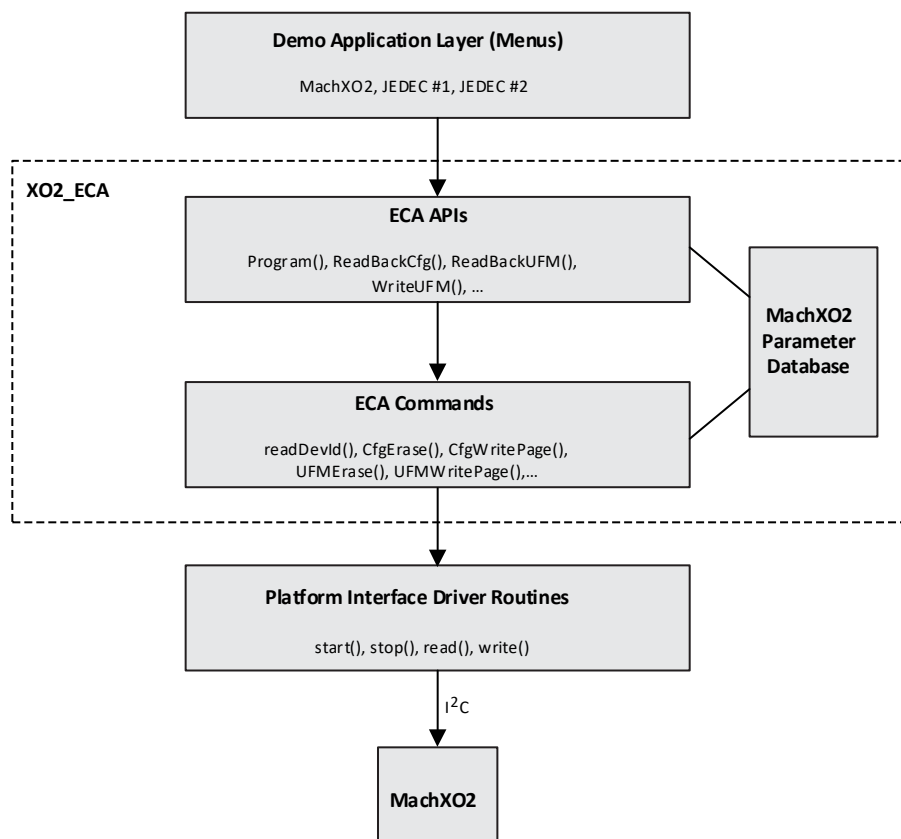 Demo Application Layer (Menus)
MachXO2, JEDEC #1, JEDEC #2
XO2_ECA
ECA APIs
Program(), ReadBackCfg(), ReadBackUFM(),
WriteUFM(), ...
MachXO2
Parameter
Database
ECA Commands
readDevId(), CfgErase(), CfgWritePage(),
UFMErase(), UFMWritePage(),...
Platform Interface Driver Routines
start(), stop(), read(), write()
I²C
MachXO2